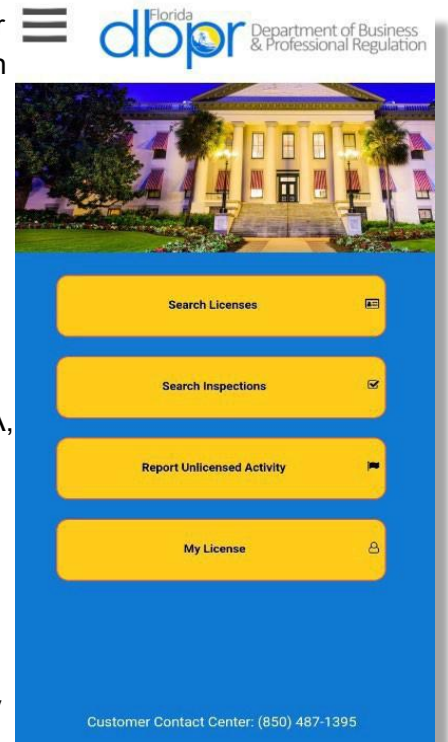 Florida
dbpr Department of Business
& Professional Regulation
Search Licenses
Search Inspections
Report Unlicensed Activity
My License
Customer Contact Center: (850) 487-1395